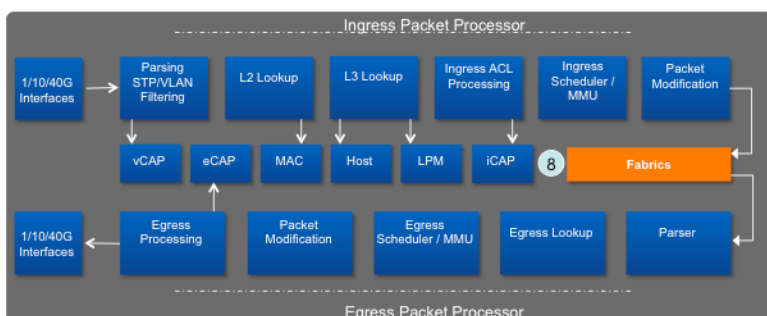 Ingress Packet Processor
1/10/40G
Interfaces
Parsing
STP/VLAN
Filtering
L2 Lookup
L3 Lookup
Ingress ACL
Processing
Ingress
Scheduler /
MMU
Packet
Modification
vCAP
eCAP
MAC
Host
LPM
iCAP
8
Fabrics
1/10/40G
Interfaces
Egress
Processing
Packet
Modification
Egress
Scheduler / MMU
Egress Lookup
Parser
Egress Packet Processor